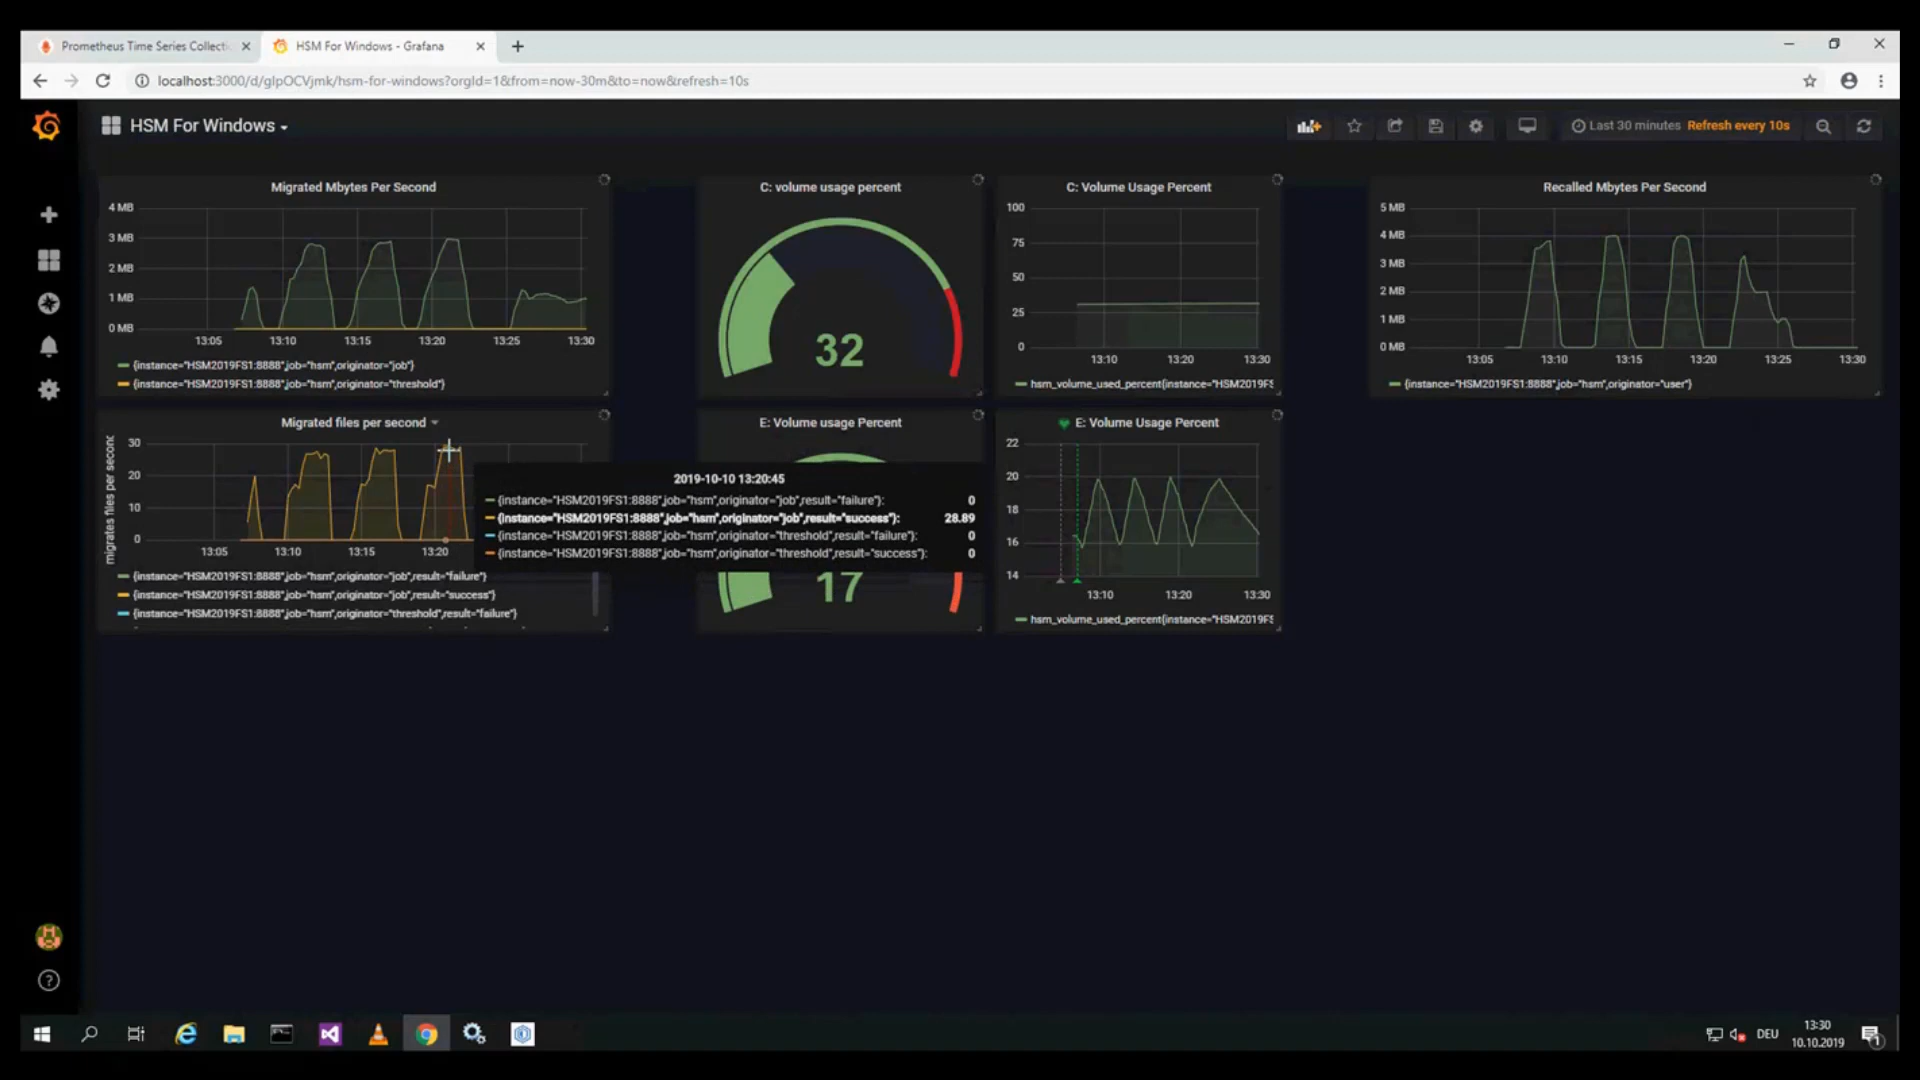 Prometheus Time Series Collecti
HSM For Windows - Grafana
localhost:3000/d/glpOCVjmk/hsm-for-windows?orgId=1&from=now-30m&to=now&refresh=10s
HSM For Windows
Last 30 minutes Refresh every 10s
Migrated Mbytes Per Second
4 MB
3 MB
2 MB
1 MB
0 MB
13:05 13:10 13:15 13:20 13:25 13:30
{instance="HSM2019FS1:8888",job="hsm",originator="job"}
{instance="HSM2019FS1:8888",job="hsm",originator="threshold"}
C: volume usage percent
32
C: Volume Usage Percent
100
75
50
25
0
13:10 13:20 13:30
hsm_volume_used_percent{instance="HSM2019FS
Recalled Mbytes Per Second
5 MB
4 MB
3 MB
2 MB
1 MB
0 MB
13:05 13:10 13:15 13:20 13:25 13:30
{instance="HSM2019FS1:8888",job="hsm",originator="user"}
Migrated files per second
migrates files per second
30
20
10
0
13:05 13:10 13:15 13:20
{instance="HSM2019FS1:8888",job="hsm",originator="job",result="failure"}
{instance="HSM2019FS1:8888",job="hsm",originator="job",result="success"}
{instance="HSM2019FS1:8888",job="hsm",originator="threshold",result="failure"}
2019-10-10 13:20:45
{instance="HSM2019FS1:8888",job="hsm",originator="job",result="failure"}: 0
{instance="HSM2019FS1:8888",job="hsm",originator="job",result="success"}: 28.89
{instance="HSM2019FS1:8888",job="hsm",originator="threshold",result="failure"}: 0
{instance="HSM2019FS1:8888",job="hsm",originator="threshold",result="success"}: 0
E: Volume usage Percent
17
E: Volume Usage Percent
22
20
18
16
14
13:10 13:20 13:30
hsm_volume_used_percent{instance="HSM2019FS
DEU
13:30
10.10.2019
1